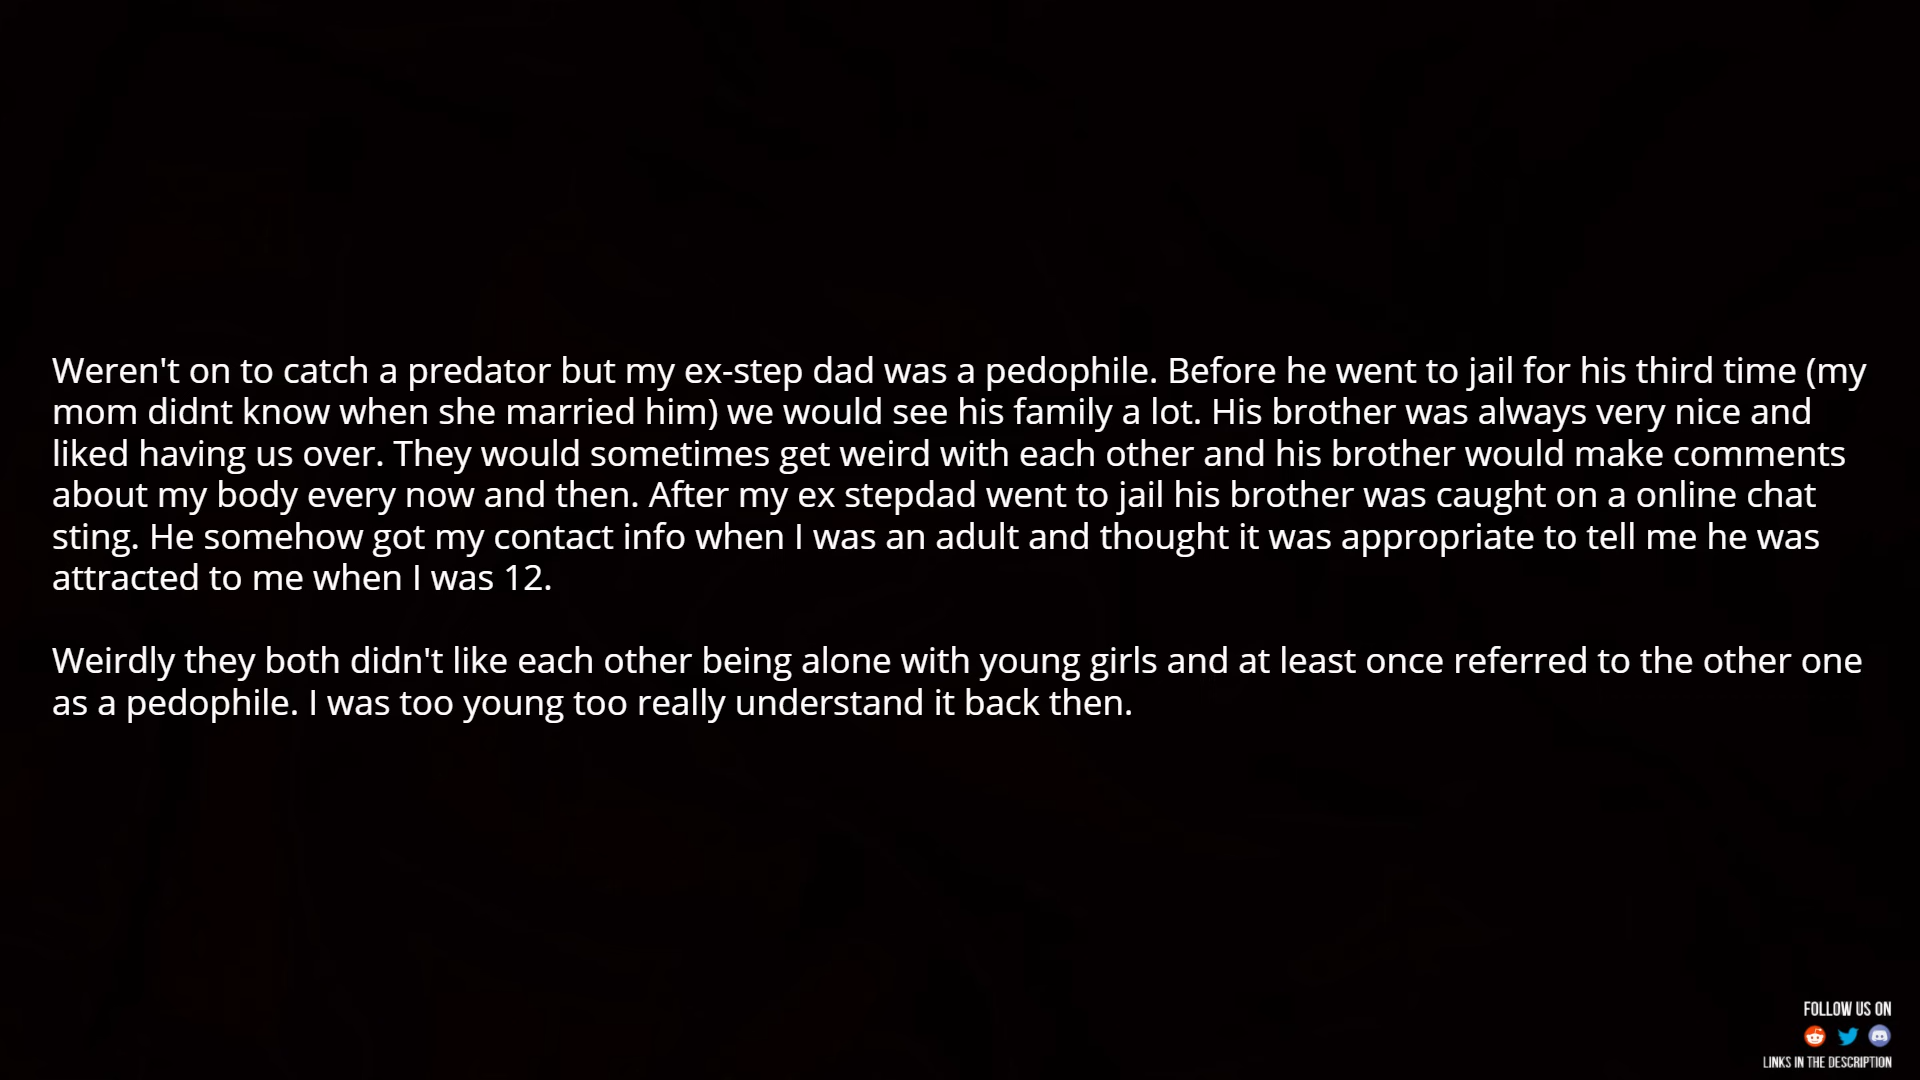 Weren't on to catch a predator but my ex-step dad was a pedophile. Before he went to jail for his third time (my
mom didnt know when she married him) we would see his family a lot. His brother was always very nice and
liked having us over. They would sometimes get weird with each other and his brother would make comments
about my body every now and then. After my ex stepdad went to jail his brother was caught on a online chat
sting. He somehow got my contact info when I was an adult and thought it was appropriate to tell me he was
attracted to me when I was 12.
Weirdly they both didn't like each other being alone with young girls and at least once referred to the other one
as a pedophile. I was too young too really understand it back then.
FOLLOW US ON
LINKS IN THE DESCRIPTION